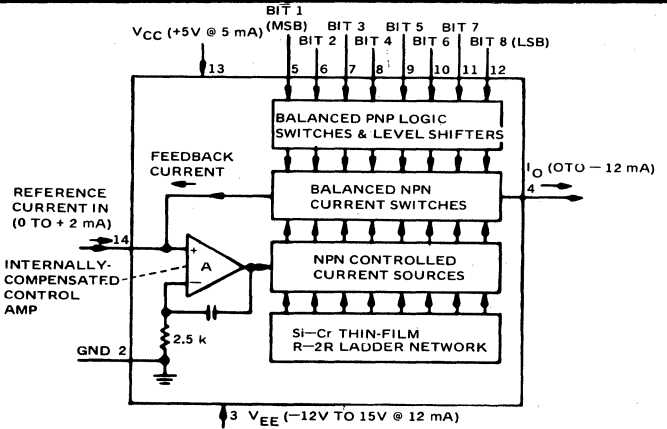 BIT 1
(MSB) BIT 3 BIT 5 BIT 7
VCC (+5V @ 5 mA) BIT 2 BIT 4 BIT 6 BIT 8 (LSB)
13 5 6 7 8 9 10 11 12
BALANCED PNP LOGIC
SWITCHES & LEVEL SHIFTERS
FEEDBACK
CURRENT
IO (0TO – 12 mA)
4
BALANCED NPN
CURRENT SWITCHES
REFERENCE
CURRENT IN
(0 TO + 2 mA)
14
+
A
–
INTERNALLY-
COMPENSATED
CONTROL
AMP
NPN CONTROLLED
CURRENT SOURCES
2.5 k
Si–Cr THIN–FILM
R–2R LADDER NETWORK
GND 2
3 VEE (–12V TO 15V @ 12 mA)